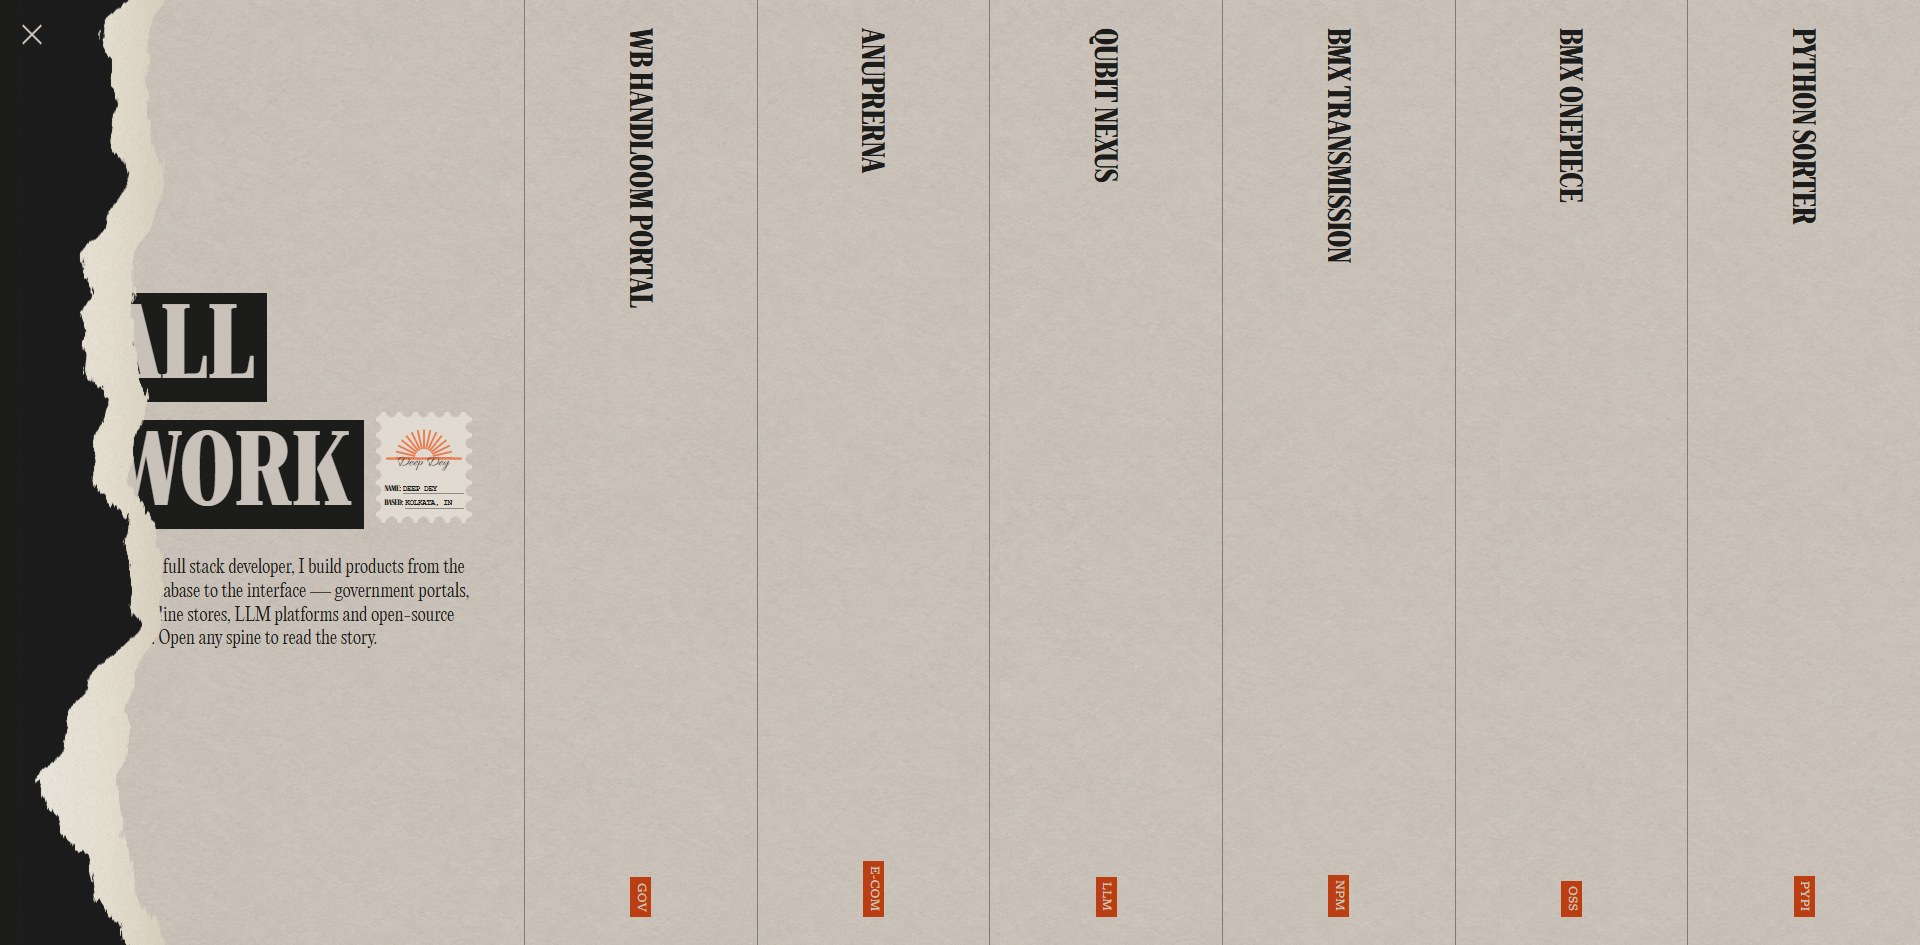 ALL
WORK
Deep Dey
NAME: DEEP DEY
BASED: KOLKATA, IN
full stack developer, I build products from the
abase to the interface — government portals,
line stores, LLM platforms and open-source
. Open any spine to read the story.
WB HANDLOOM PORTAL
GOV
ANUPRERNA
E-COM
QUBIT NEXUS
LLM
BMX TRANSMISSION
NPM
BMX ONEPIECE
OSS
PYTHON SORTER
PYPI